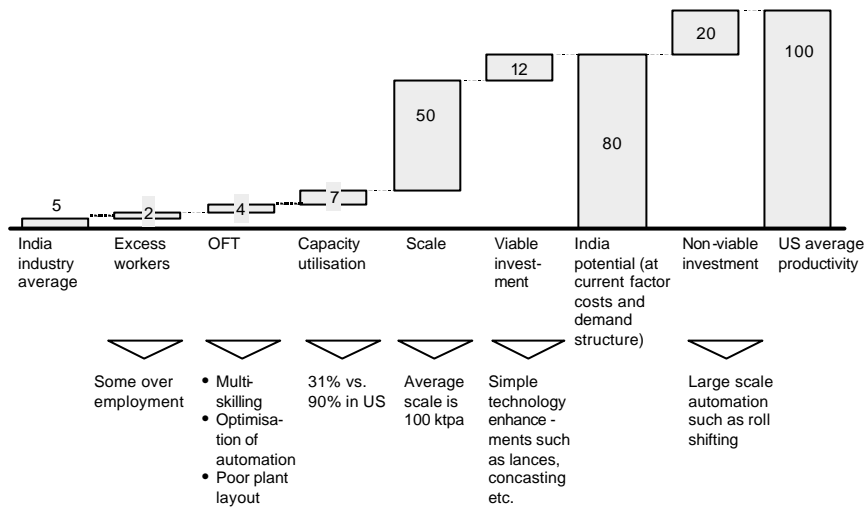 20
100
12
50
80
7
5
2
4
India
industry
average
Excess
workers
OFT
Capacity
utilisation
Scale
Viable
invest-
ment
India
potential (at
current factor
costs and
demand
structure)
Non-viable
investment
US average
productivity
Some over
employment
• Multi-
skilling
• Optimisa-
tion of
automation
• Poor plant
layout
31% vs.
90% in US
Average
scale is
100 ktpa
Simple
technology
enhance -
ments such
as lances,
concasting
etc.
Large scale
automation
such as roll
shifting